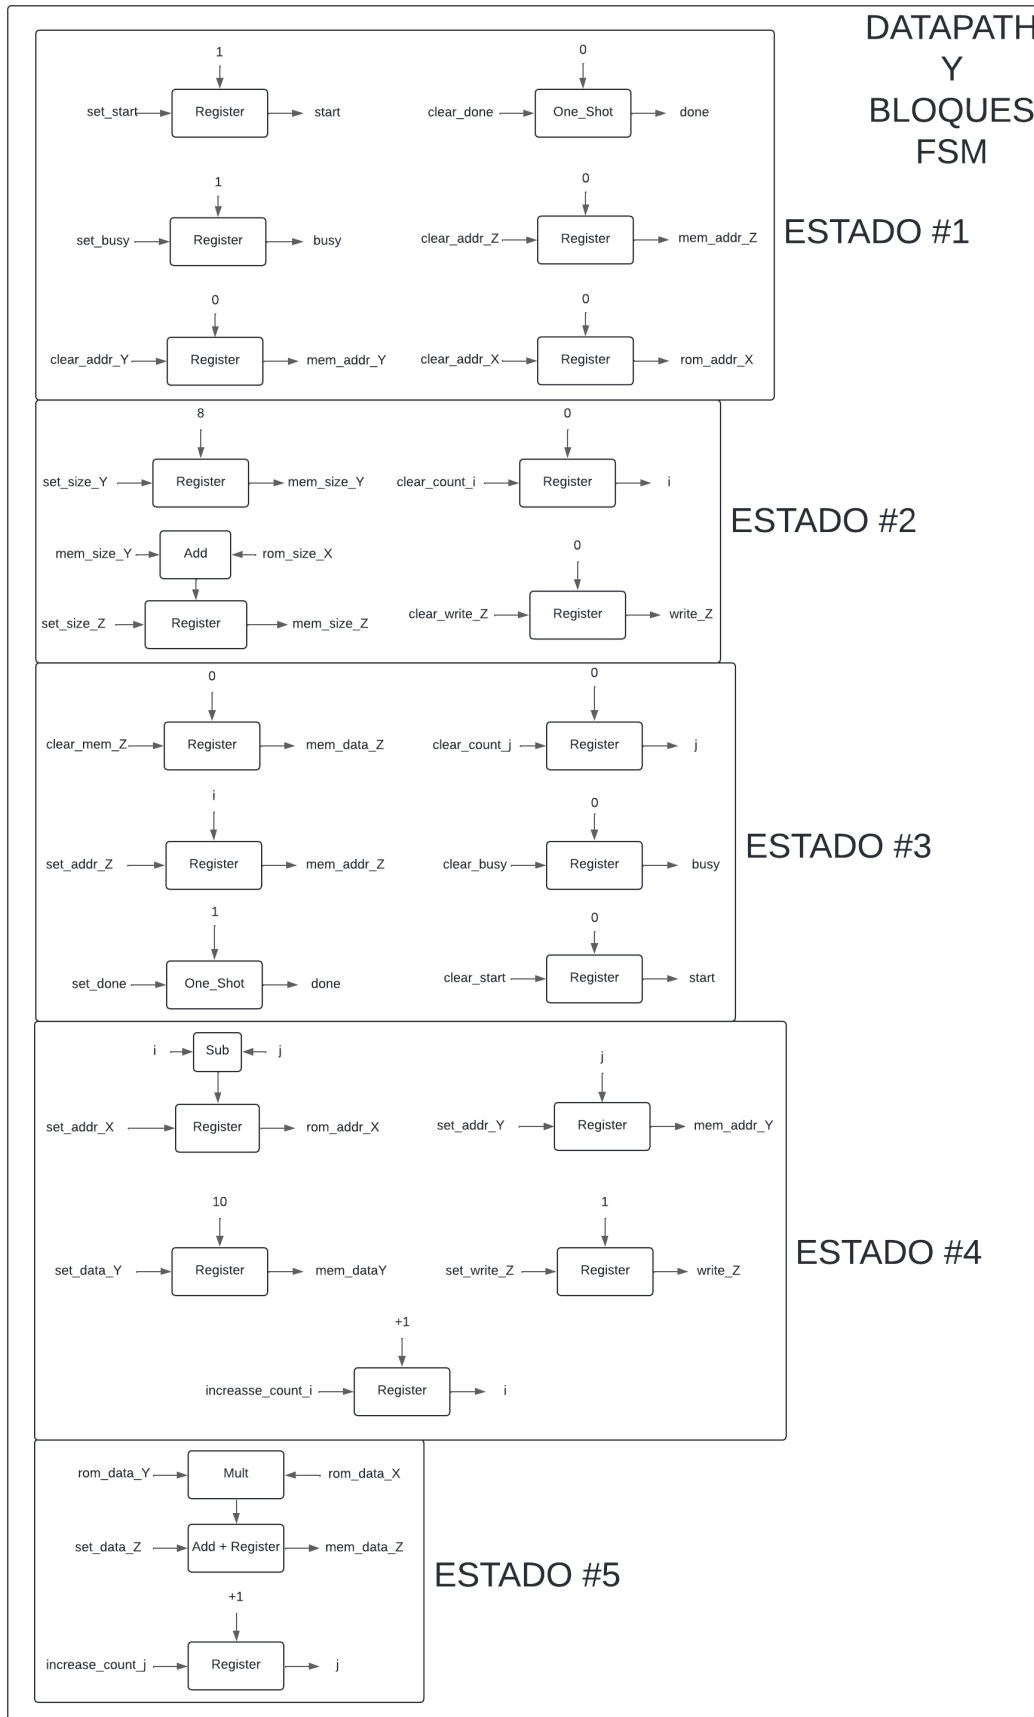 DATAPATH
Y
BLOQUES
FSM
1
set_start Register start
0
clear_done One_Shot done
1
set_busy Register busy
0
clear_addr_Z Register mem_addr_Z
0
clear_addr_Y Register mem_addr_Y
0
clear_addr_X Register rom_addr_X
ESTADO #1
8
set_size_Y Register mem_size_Y
0
clear_count_i Register i
mem_size_Y Add rom_size_X
set_size_Z Register mem_size_Z
0
clear_write_Z Register write_Z
ESTADO #2
0
clear_mem_Z Register mem_data_Z
0
clear_count_j Register j
i
set_addr_Z Register mem_addr_Z
0
clear_busy Register busy
1
set_done One_Shot done
0
clear_start Register start
ESTADO #3
i Sub j
set_addr_X Register rom_addr_X
j
set_addr_Y Register mem_addr_Y
10
set_data_Y Register mem_dataY
1
set_write_Z Register write_Z
+1
increasse_count_i Register i
ESTADO #4
rom_data_Y Mult rom_data_X
set_data_Z Add + Register mem_data_Z
+1
increase_count_j Register j
ESTADO #5